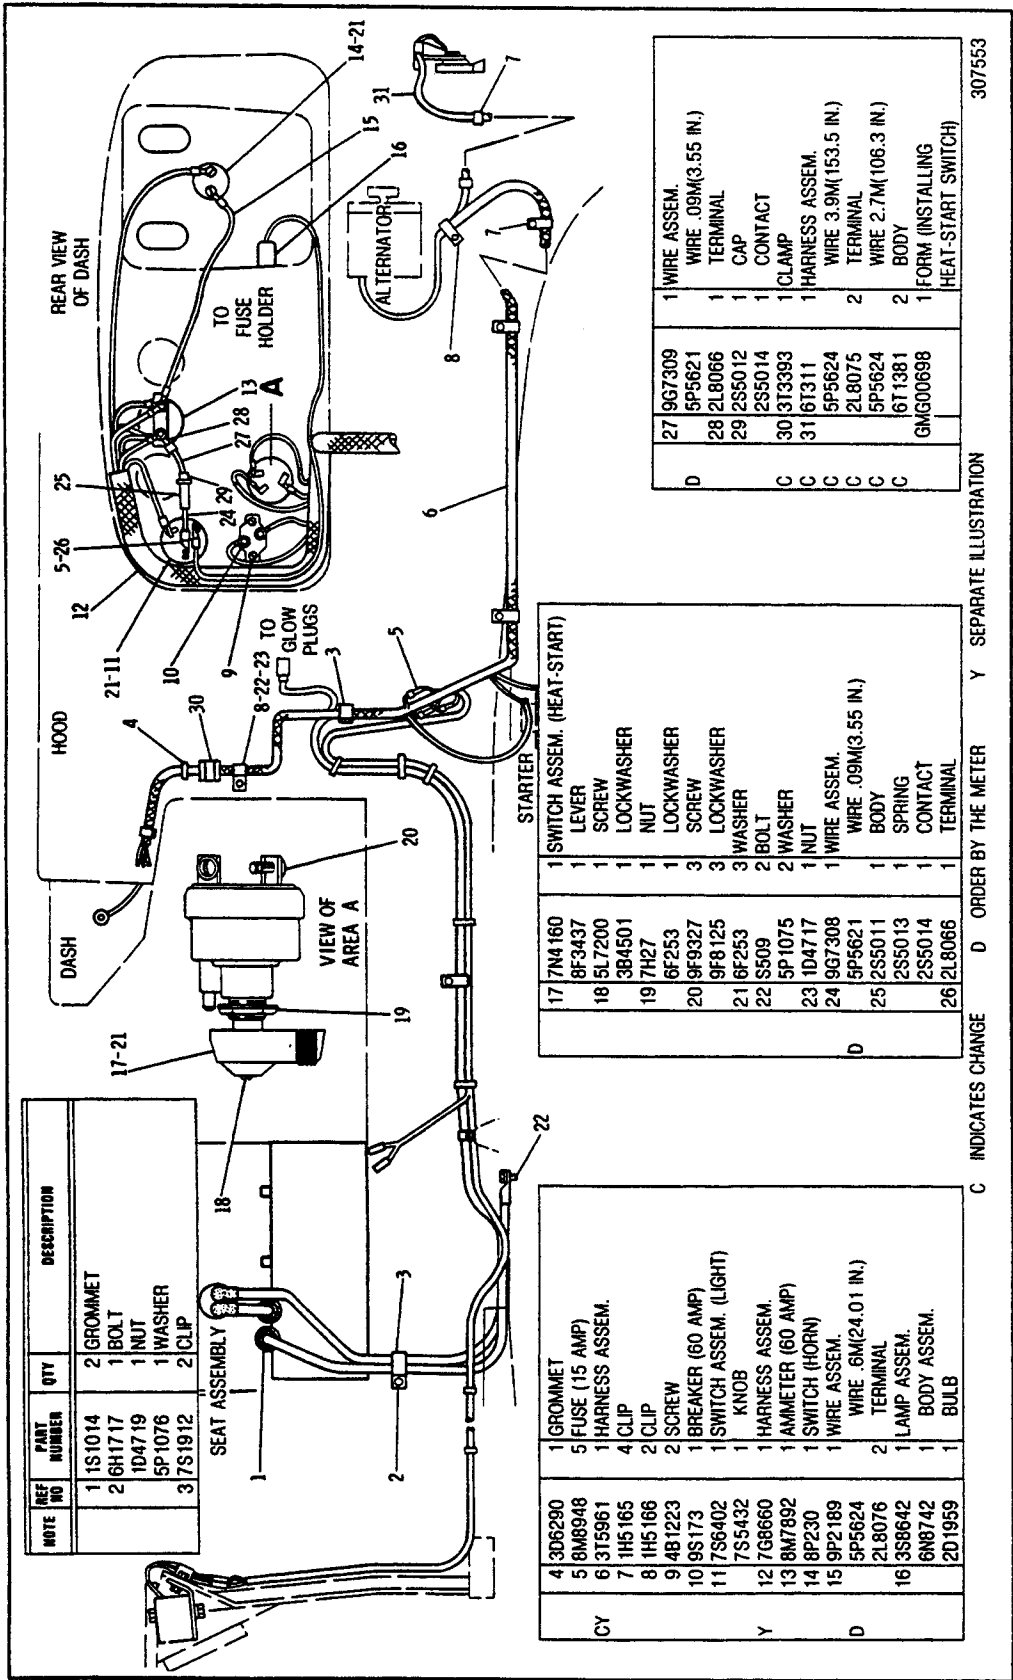 NOTE REF NO PART NUMBER QTY DESCRIPTION
1 1S1014 2 GROMMET
2 6H1717 1 BOLT
1D4719 1 NUT
5P1076 1 WASHER
3 7S1912 2 CLIP
SEAT ASSEMBLY
1
2
3
22
17-21
18
19
20
VIEW OF
AREA A
DASH
HOOD
4
30
8-22-23
TO
GLOW
PLUGS
3
5
STARTER
6
REAR VIEW
OF DASH
12
5-26
25
21-11
10
9
24
29
27
28
13
A
TO
FUSE
HOLDER
14-21
15
16
31
7
ALTERNATOR
8
7
4 3D6290 1 GROMMET
5 8M8948 5 FUSE (15 AMP)
CY 6 3T5961 1 HARNESS ASSEM.
7 1H5165 4 CLIP
8 1H5166 2 CLIP
9 4B1223 2 SCREW
10 9S173 1 BREAKER (60 AMP)
11 7S6402 1 SWITCH ASSEM. (LIGHT)
7S5432 1 KNOB
Y 12 7G8660 1 HARNESS ASSEM.
13 8M7892 1 AMMETER (60 AMP)
14 8P230 1 SWITCH (HORN)
15 9P2189 1 WIRE ASSEM.
D 5P5624 WIRE .6M(24.01 IN.)
2L8076 2 TERMINAL
16 3S8642 1 LAMP ASSEM.
6N8742 1 BODY ASSEM.
2D1959 1 BULB
17 7N4160 1 SWITCH ASSEM. (HEAT-START)
8F3437 1 LEVER
18 5L7200 1 SCREW
3B4501 1 LOCKWASHER
19 7H27 1 NUT
6F253 1 LOCKWASHER
20 9F9327 3 SCREW
9F8125 3 LOCKWASHER
21 6F253 3 WASHER
22 S509 2 BOLT
5P1075 2 WASHER
23 1D4717 1 NUT
24 9G7308 1 WIRE ASSEM.
D 5P5621 WIRE .09M(3.55 IN.)
25 2S5011 1 BODY
2S5013 1 SPRING
2S5014 1 CONTACT
26 2L8066 1 TERMINAL
27 9G7309 1 WIRE ASSEM.
D 5P5621 WIRE .09M(3.55 IN.)
28 2L8066 1 TERMINAL
29 2S5012 1 CAP
2S5014 1 CONTACT
C 30 3T3393 1 CLAMP
C 31 6T311 1 HARNESS ASSEM.
C 5P5624 WIRE 3.9M(153.5 IN.)
C 2L8075 2 TERMINAL
C 5P5624 WIRE 2.7M(106.3 IN.)
C 6T1381 2 BODY
GMG00698 1 FORM (INSTALLING
HEAT-START SWITCH)
C INDICATES CHANGE D ORDER BY THE METER Y SEPARATE ILLUSTRATION
307553